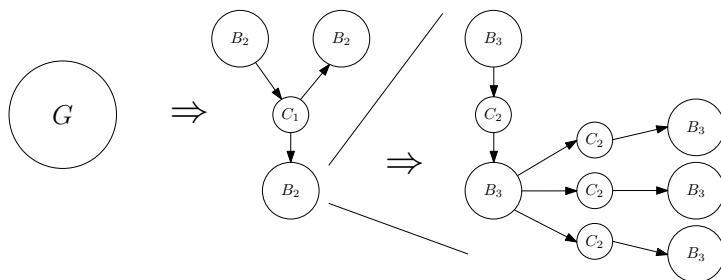 B₂ B₂ B₃
G ⇒ C₁ C₂ C₂ B₃
B₂ ⇒ B₃ C₂ B₃
C₂ B₃